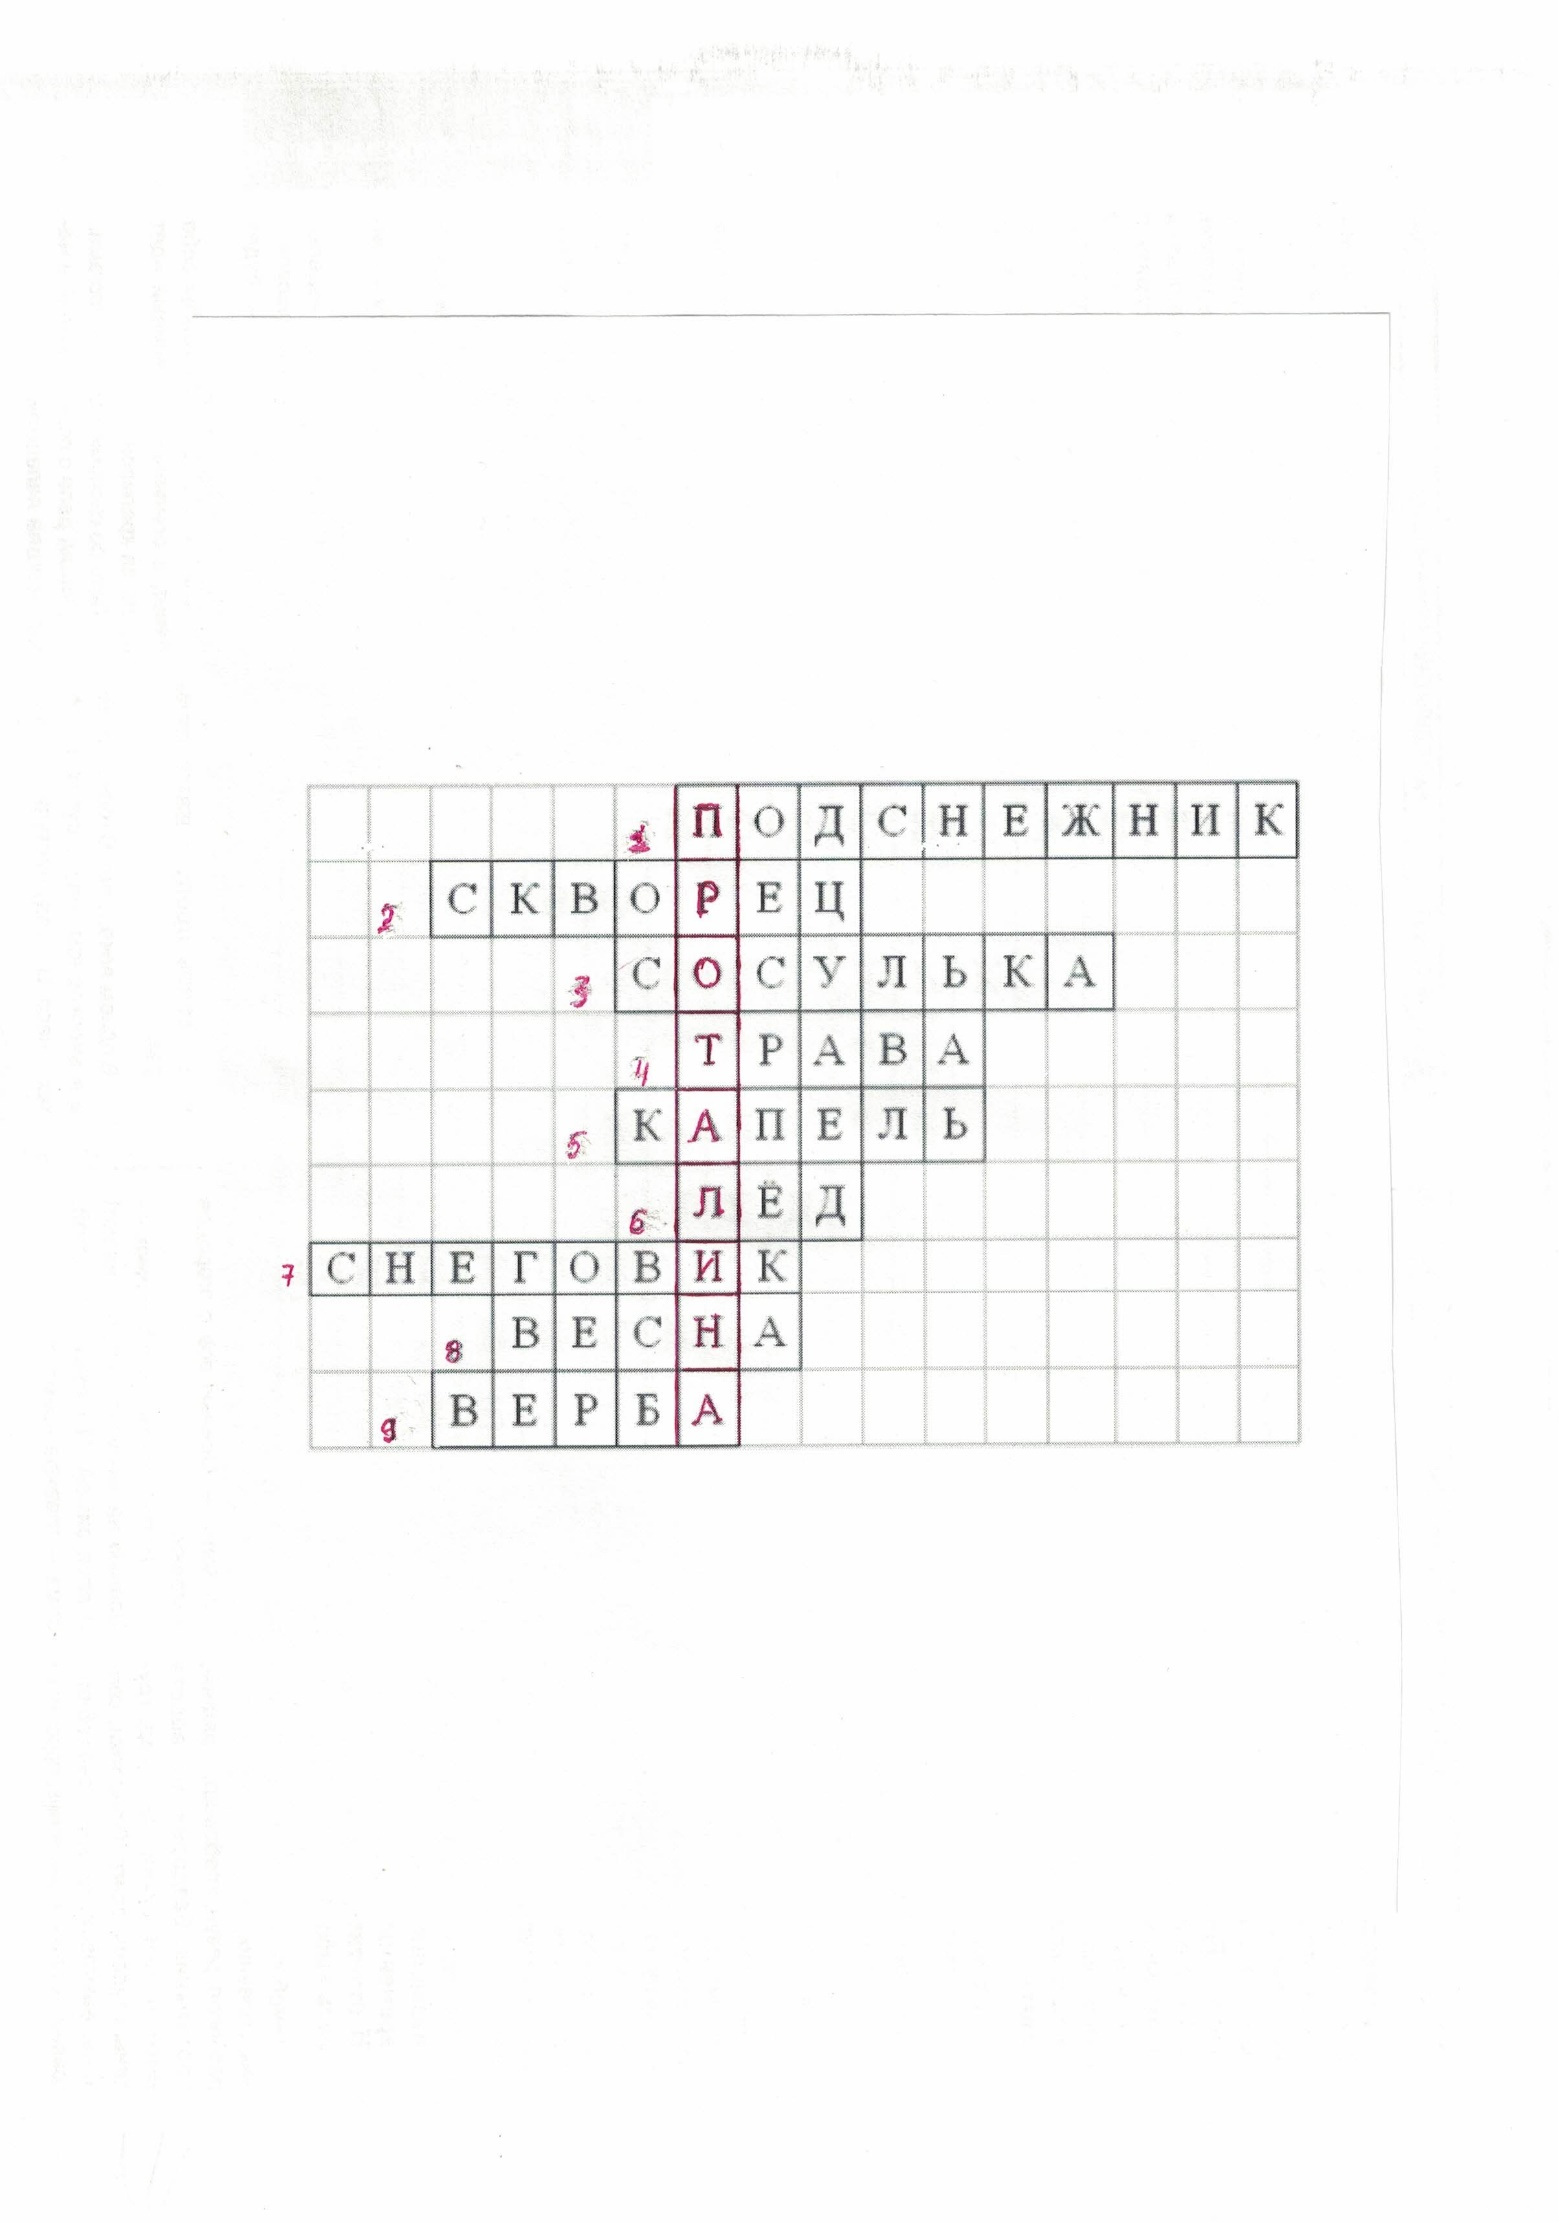 1 ПОДСНЕЖНИК
2 СКВОРЕЦ
3 СОСУЛЬКА
4 ТРАВА
5 КАПЕЛЬ
6 ЛЁД
7 СНЕГОВИК
8 ВЕСНА
9 ВЕРБА